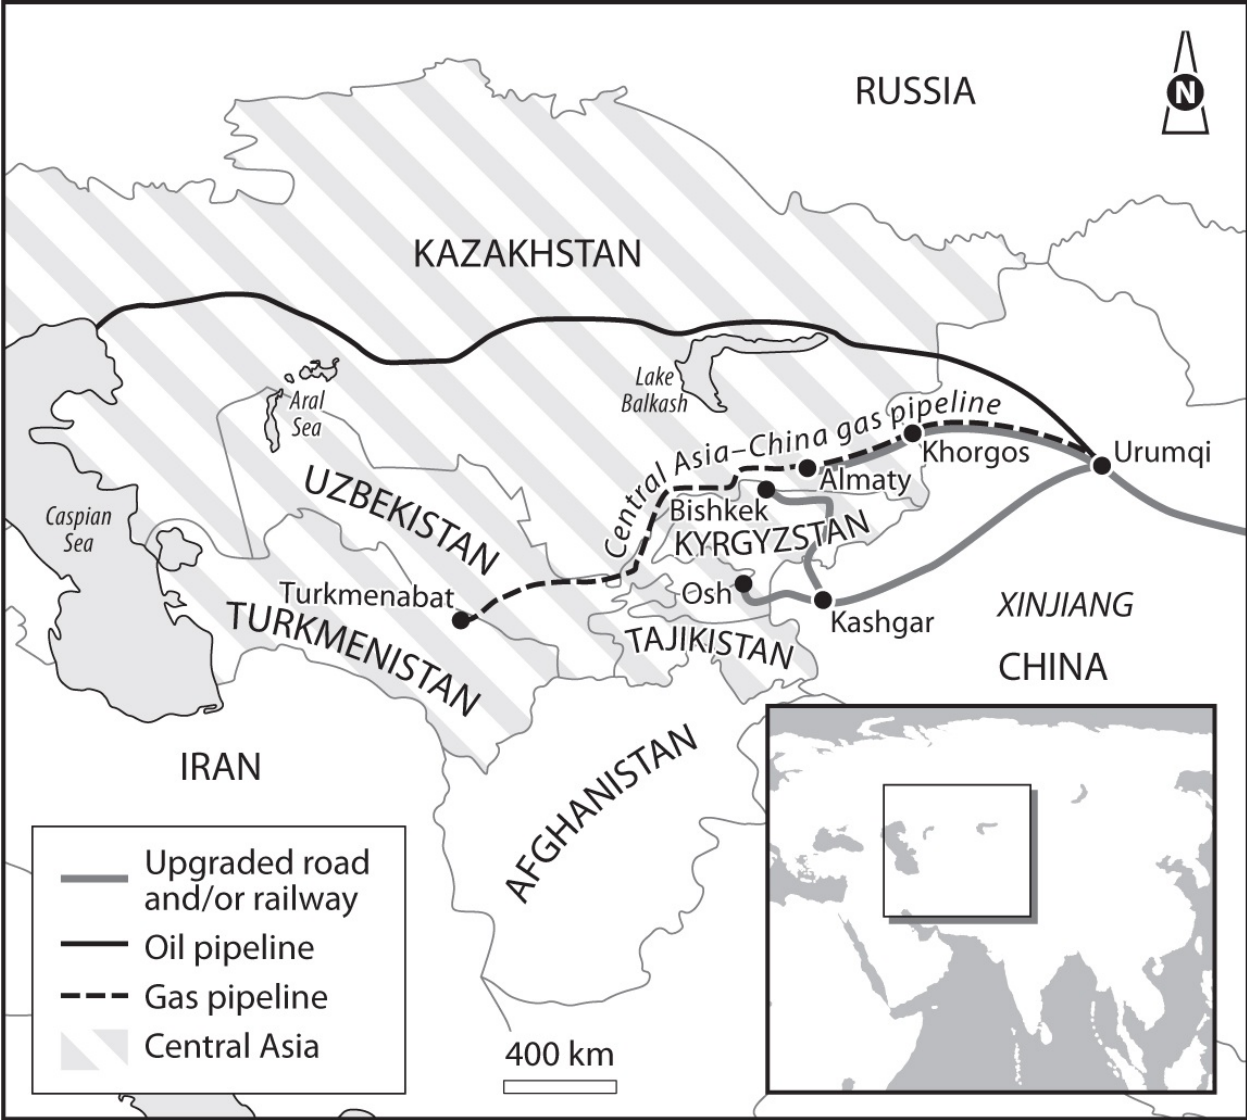 RUSSIA
N
KAZAKHSTAN
Lake
Balkash
Aral
Sea
Central Asia–China gas pipeline
Khorgos
Urumqi
Almaty
UZBEKISTAN
Bishkek
Caspian
Sea
KYRGYZSTAN
Turkmenabat
Osh
XINJIANG
Kashgar
TURKMENISTAN
TAJIKISTAN
CHINA
IRAN
AFGHANISTAN
Upgraded road
and/or railway
Oil pipeline
Gas pipeline
Central Asia
400 km